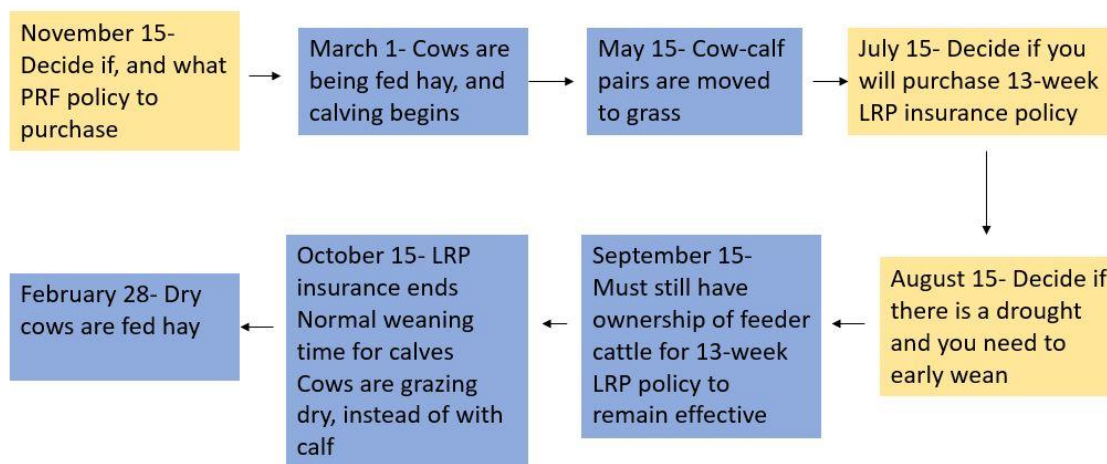 November 15-
Decide if, and what
PRF policy to
purchase
March 1- Cows are
being fed hay, and
calving begins
May 15- Cow-calf
pairs are moved
to grass
July 15- Decide if you
will purchase 13-week
LRP insurance policy
August 15- Decide if
there is a drought
and you need to
early wean
September 15-
Must still have
ownership of feeder
cattle for 13-week
LRP policy to
remain effective
October 15- LRP
insurance ends
Normal weaning
time for calves
Cows are grazing
dry, instead of with
calf
February 28- Dry
cows are fed hay